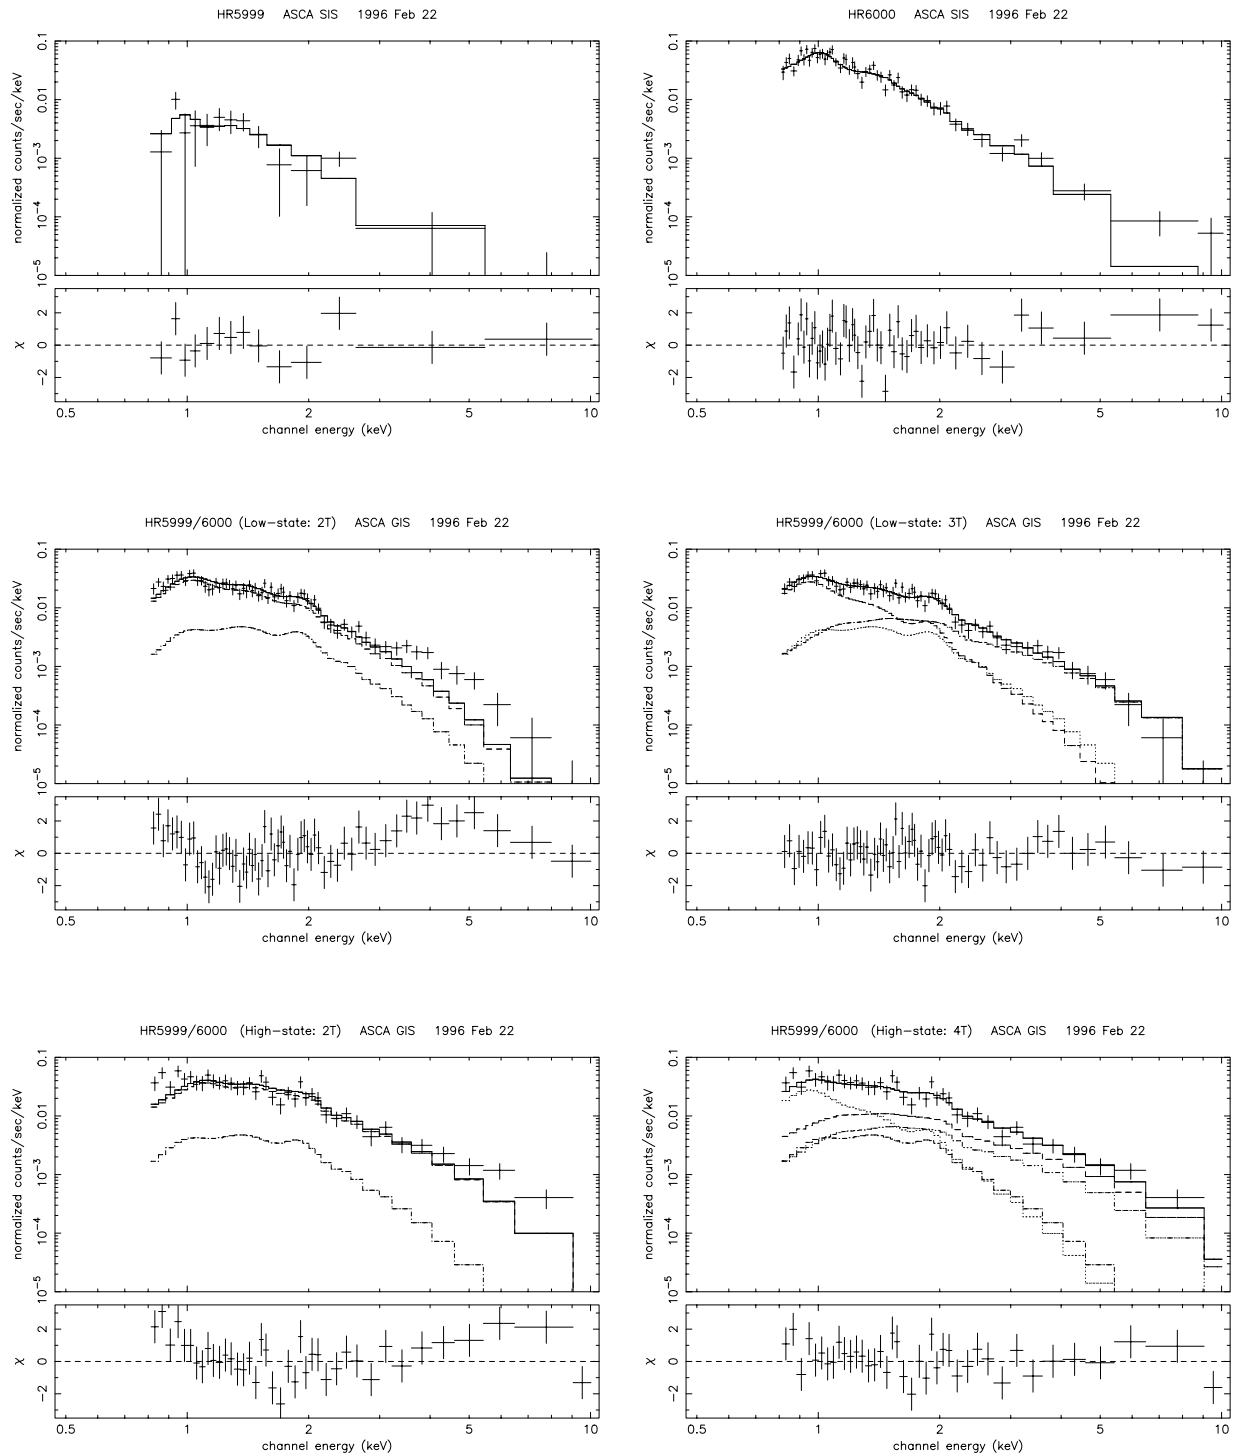 HR5999 ASCA SIS 1996 Feb 22
normalized counts/sec/keV
0.1
0.01
10−3
10−4
10−5
χ
2
0
−2
0.5 1 2 5 10
channel energy (keV)
HR6000 ASCA SIS 1996 Feb 22
normalized counts/sec/keV
0.1
0.01
10−3
10−4
10−5
χ
2
0
−2
0.5 1 2 5 10
channel energy (keV)
HR5999/6000 (Low−state: 2T) ASCA GIS 1996 Feb 22
normalized counts/sec/keV
0.1
0.01
10−3
10−4
10−5
χ
2
0
−2
0.5 1 2 5 10
channel energy (keV)
HR5999/6000 (Low−state: 3T) ASCA GIS 1996 Feb 22
normalized counts/sec/keV
0.1
0.01
10−3
10−4
10−5
χ
2
0
−2
0.5 1 2 5 10
channel energy (keV)
HR5999/6000 (High−state: 2T) ASCA GIS 1996 Feb 22
normalized counts/sec/keV
0.1
0.01
10−3
10−4
10−5
χ
2
0
−2
0.5 1 2 5 10
channel energy (keV)
HR5999/6000 (High−state: 4T) ASCA GIS 1996 Feb 22
normalized counts/sec/keV
0.1
0.01
10−3
10−4
10−5
χ
2
0
−2
0.5 1 2 5 10
channel energy (keV)